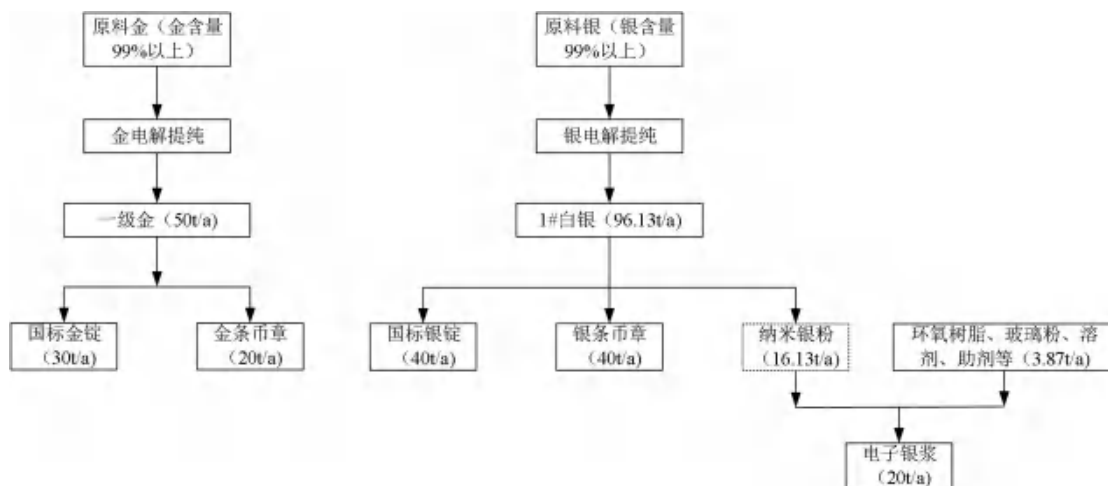 原料金（金含量
99%以上）
金电解提纯
一级金（50t/a)
国标金锭
（30t/a)
金条币章
（20t/a)
原料银（银含量
99%以上）
银电解提纯
1#白银（96.13t/a）
国标银锭
（40t/a)
银条币章
（40t/a)
纳米银粉
（16.13t/a）
环氧树脂、玻璃粉、溶
剂、助剂等（3.87t/a）
电子银浆
（20t/a)